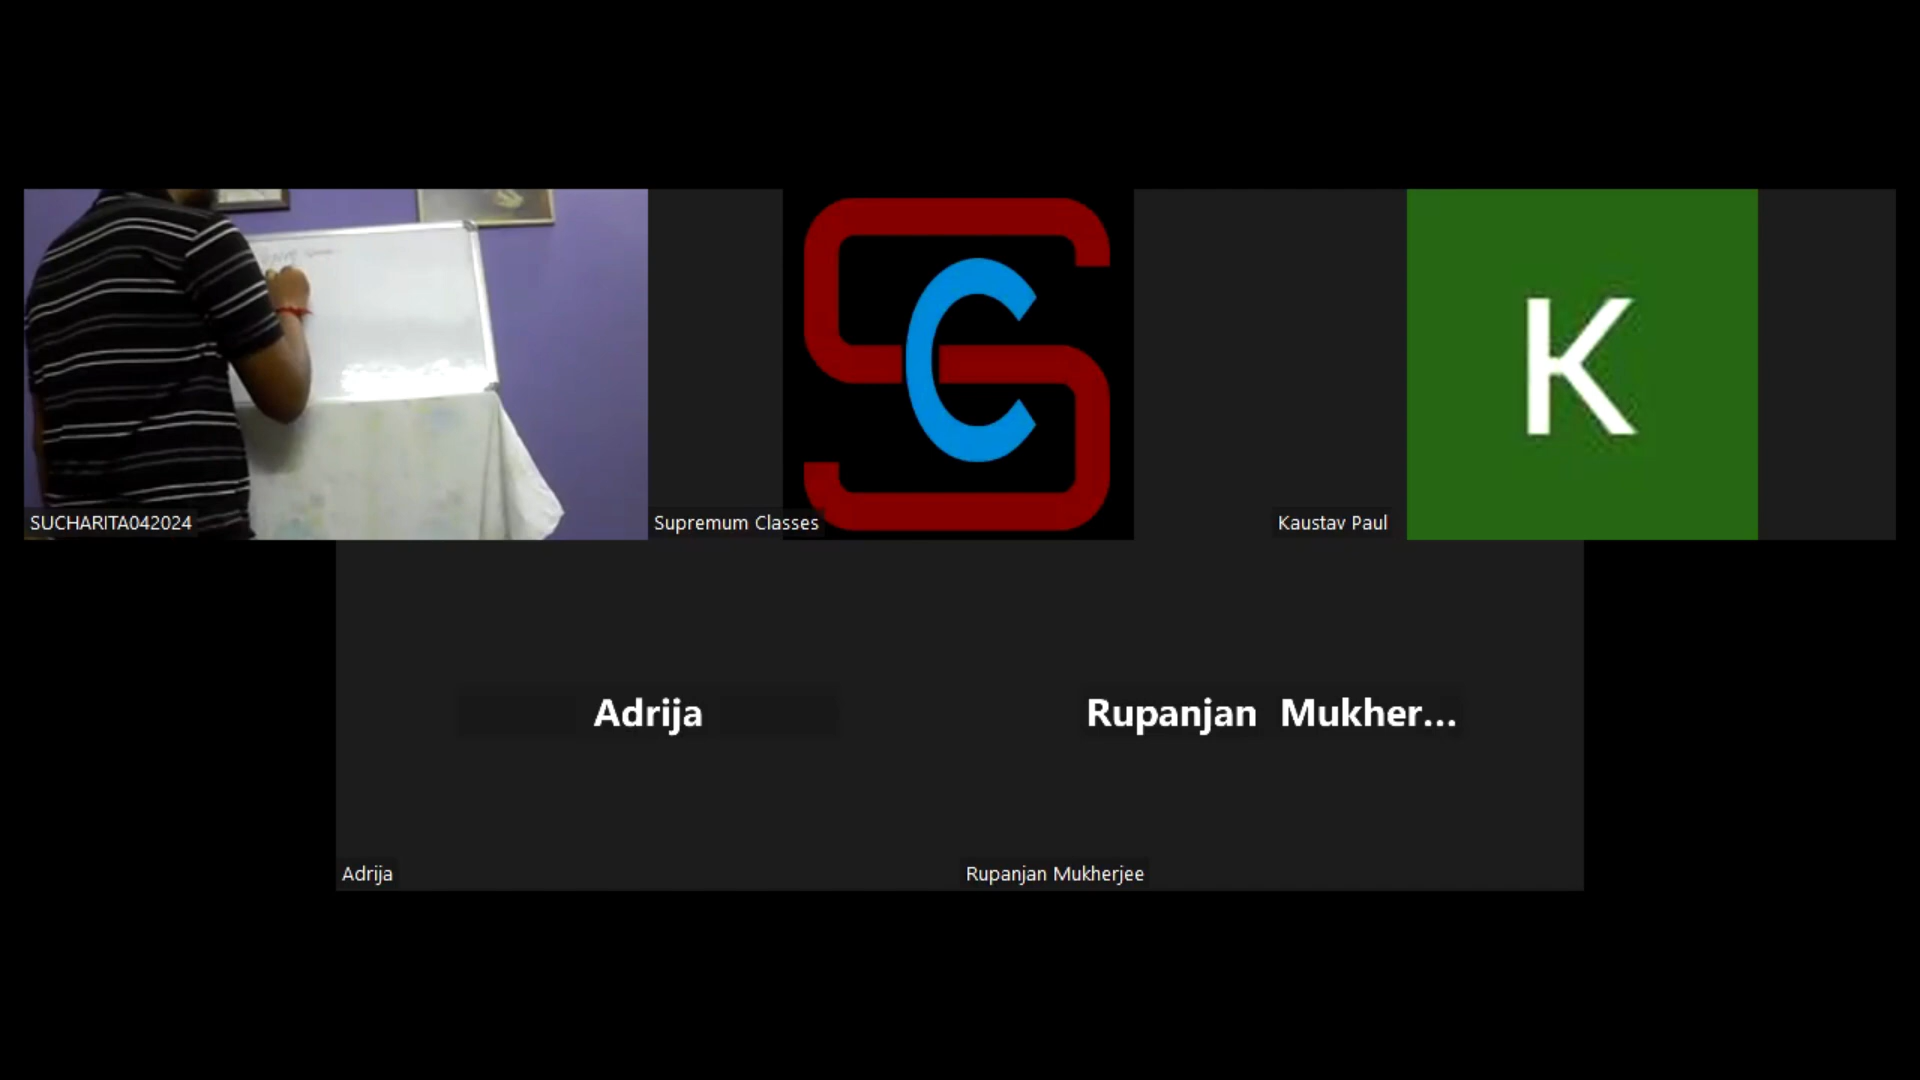 SUCHARITA042024
Supremum Classes
Kaustav Paul
K
Adrija
Rupanjan Mukher...
Adrija
Rupanjan Mukherjee